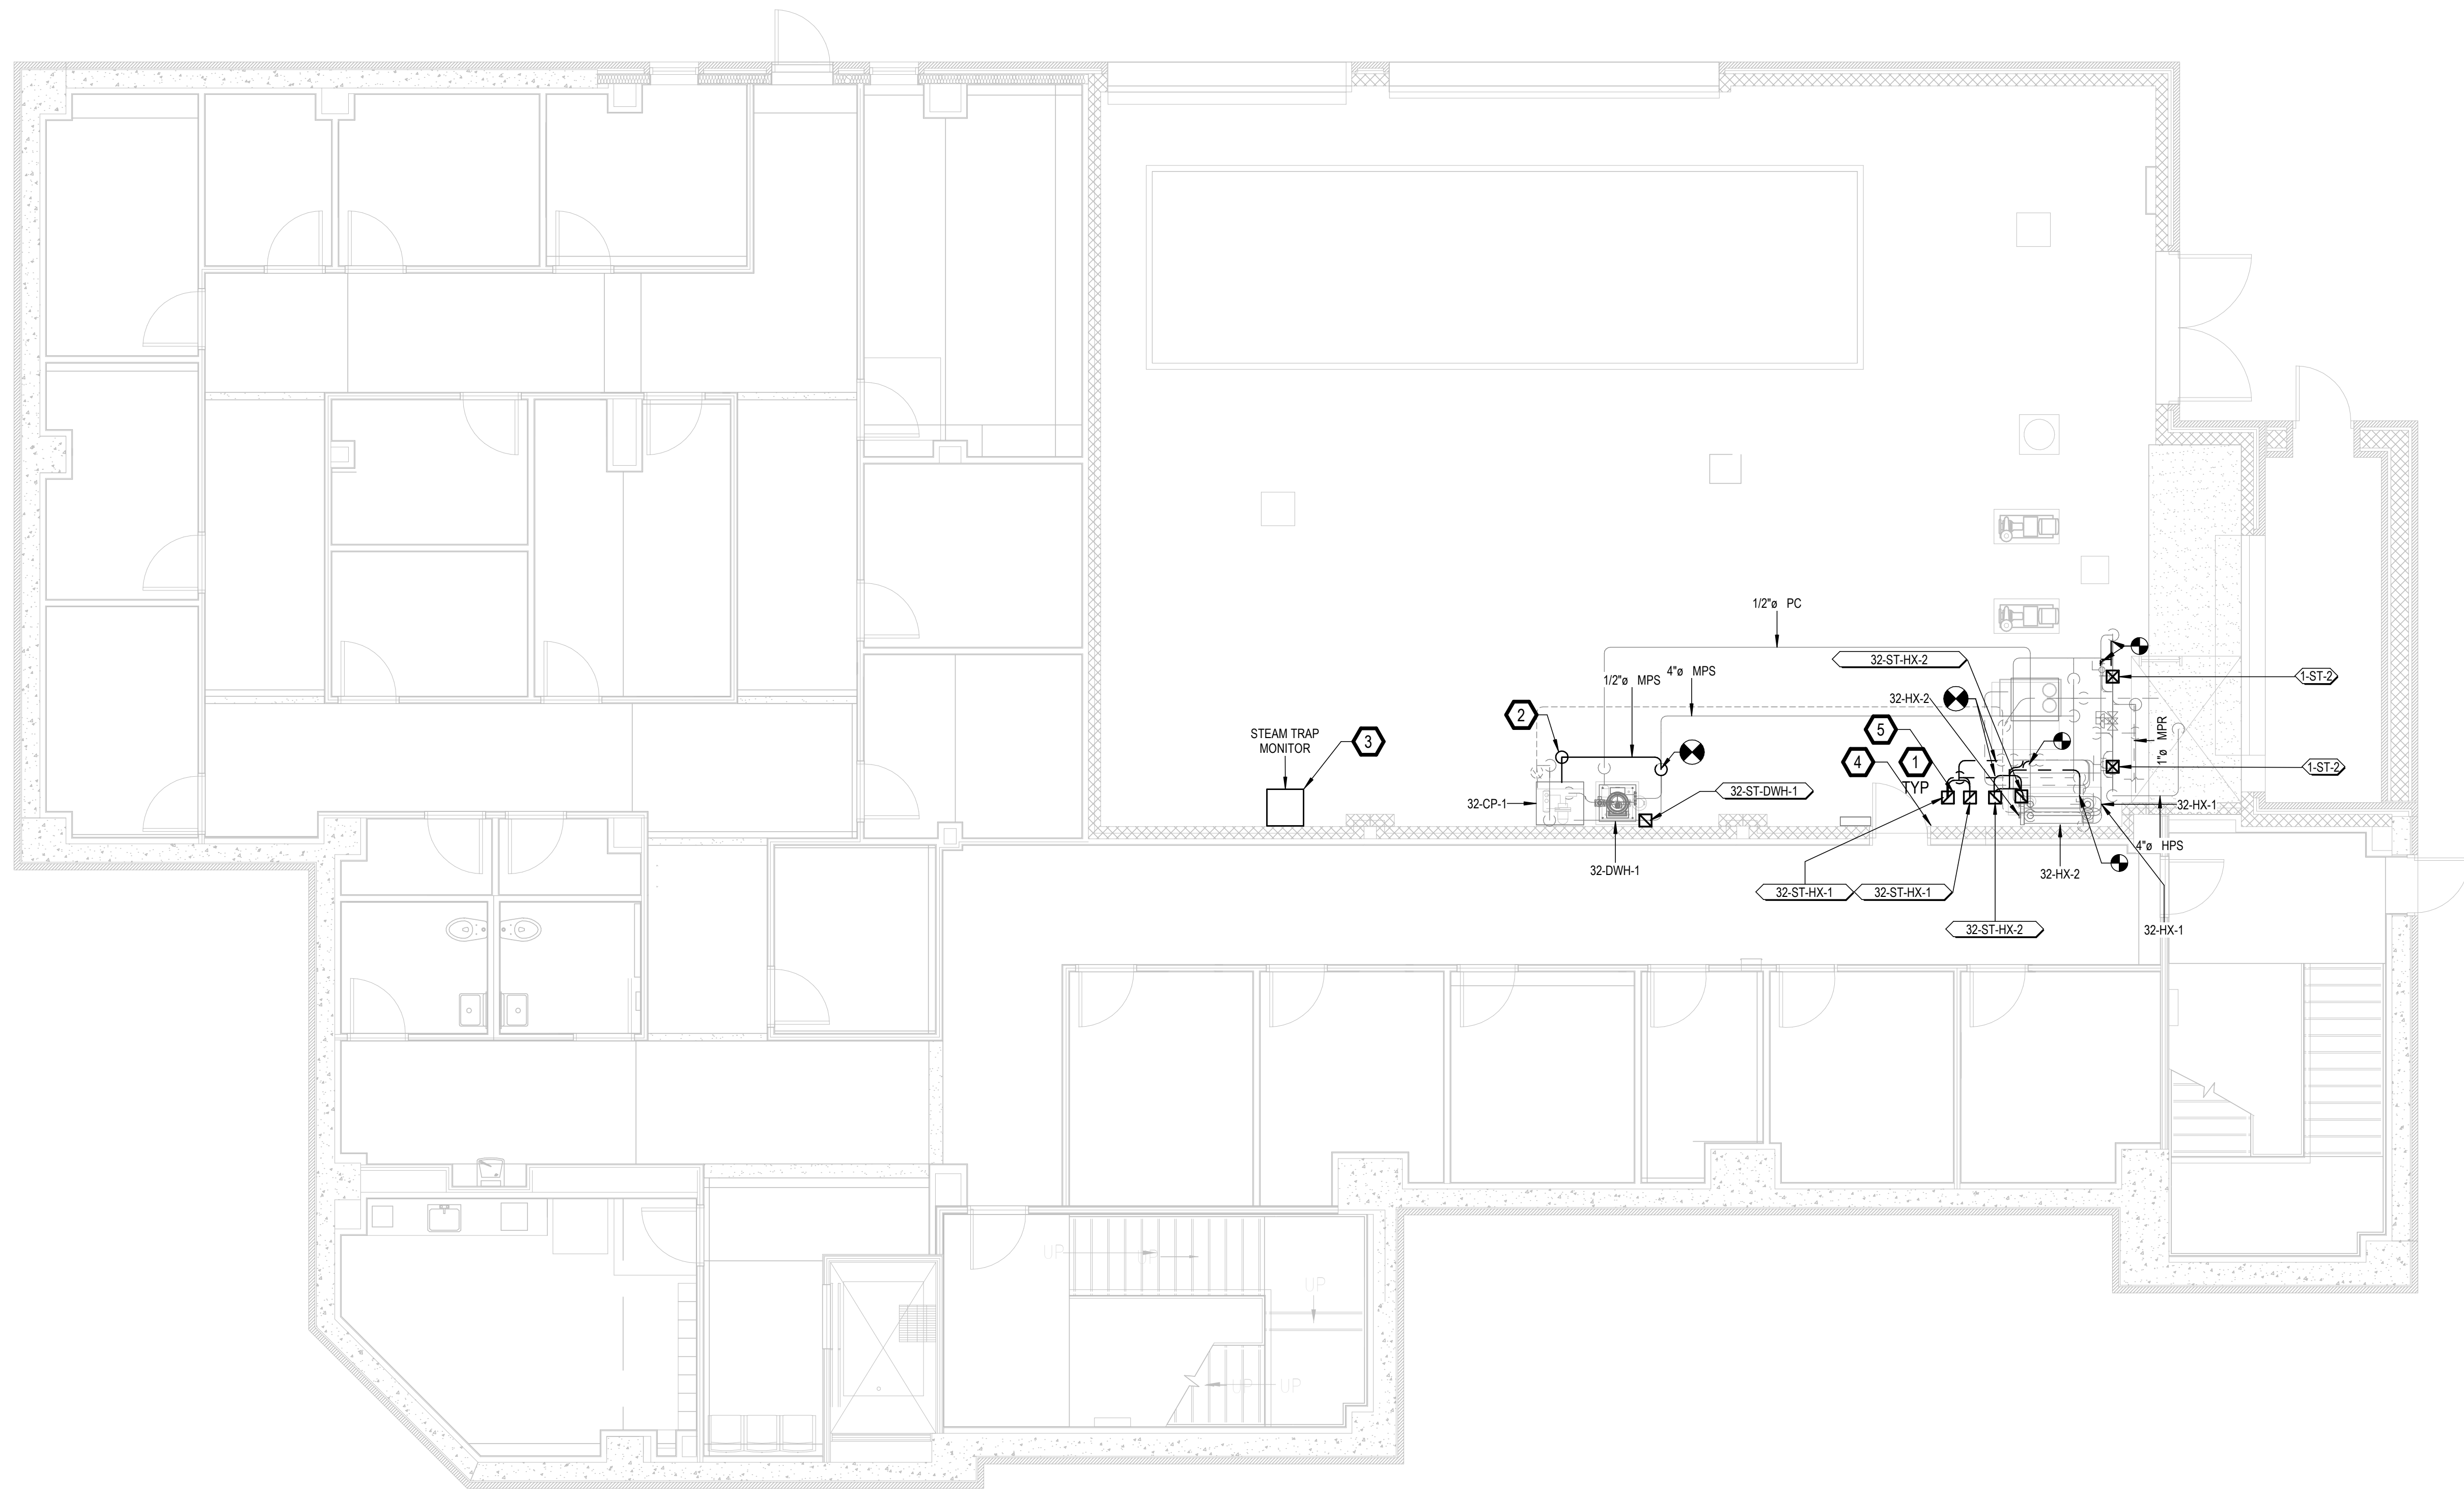 1/2"ø PC
32-ST-HX-2
4"ø MPS
1/2"ø MPS
32-HX-2
1-ST-2
2
5
1"ø MPR
STEAM TRAP
MONITOR
3
4
1
TYP
1-ST-2
32-CP-1
32-ST-DWH-1
32-HX-1
4"ø HPS
32-DWH-1
32-HX-2
32-ST-HX-1
32-ST-HX-1
32-ST-HX-2
32-HX-1
UP
UP
UP
UP
UP